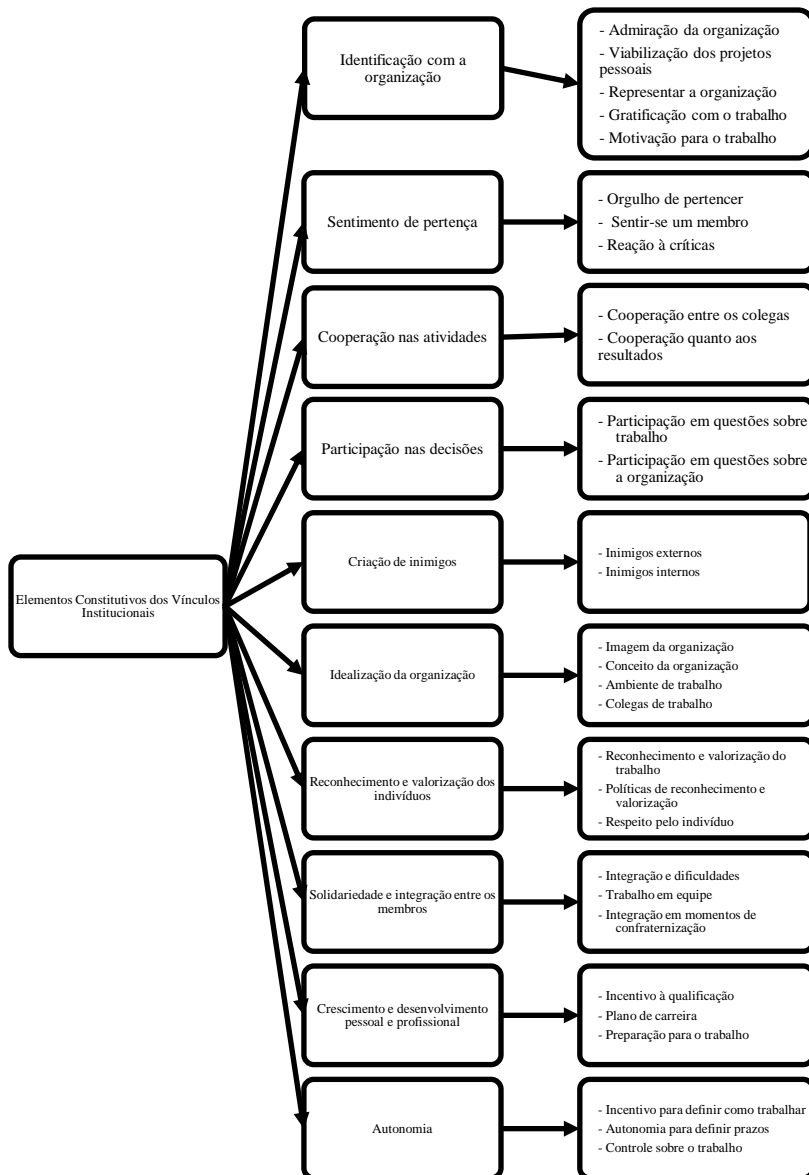 Elementos Constitutivos dos Vínculos
Institucionais
Identificação com a
organização
- Admiração da organização
- Viabilização dos projetos
pessoais
- Representar a organização
- Gratificação com o trabalho
- Motivação para o trabalho
Sentimento de pertença
- Orgulho de pertencer
- Sentir-se um membro
- Reação à críticas
Cooperação nas atividades
- Cooperação entre os colegas
- Cooperação quanto aos
resultados
Participação nas decisões
- Participação em questões sobre
trabalho
- Participação em questões sobre
a organização
Criação de inimigos
- Inimigos externos
- Inimigos internos
Idealização da organização
- Imagem da organização
- Conceito da organização
- Ambiente de trabalho
- Colegas de trabalho
Reconhecimento e valorização dos
indivíduos
- Reconhecimento e valorização do
trabalho
- Políticas de reconhecimento e
valorização
- Respeito pelo indivíduo
Solidariedade e integração entre os
membros
- Integração e dificuldades
- Trabalho em equipe
- Integração em momentos de
confraternização
Crescimento e desenvolvimento
pessoal e profissional
- Incentivo à qualificação
- Plano de carreira
- Preparação para o trabalho
Autonomia
- Incentivo para definir como trabalhar
- Autonomia para definir prazos
- Controle sobre o trabalho